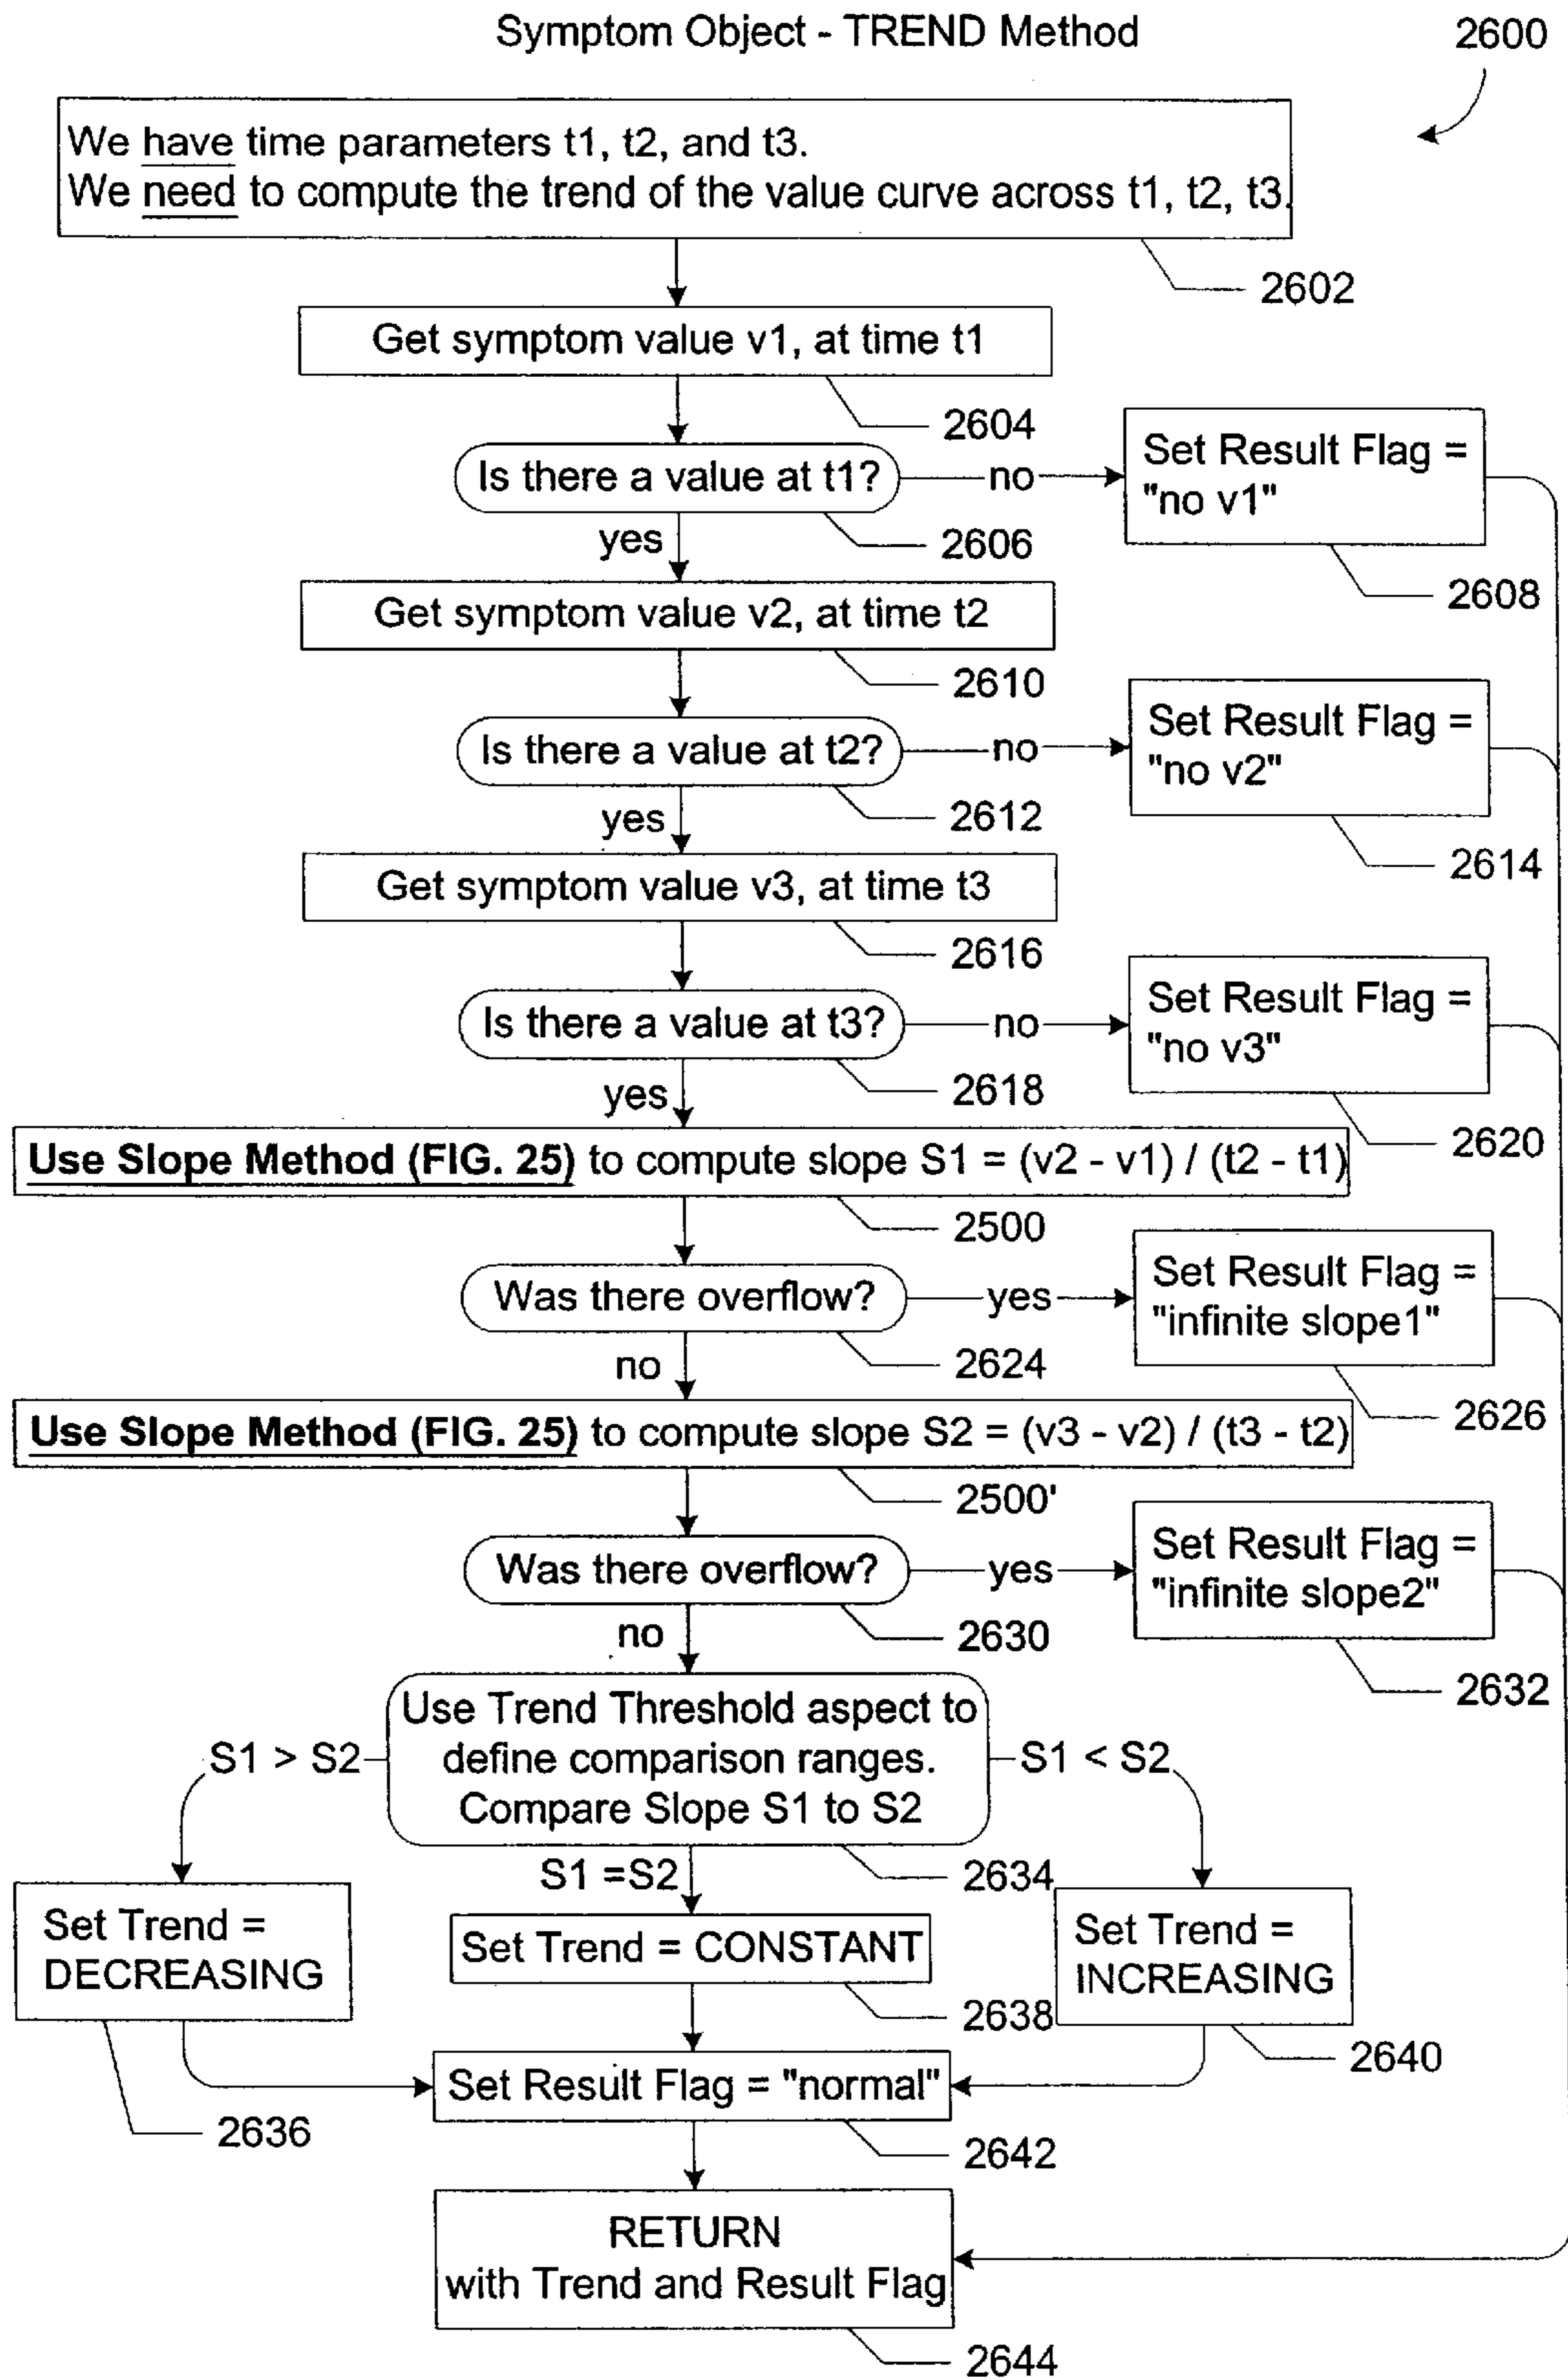 Symptom Object - TREND Method
2600
We have time parameters t1, t2, and t3.
We need to compute the trend of the value curve across t1, t2, t3.
2602
Get symptom value v1, at time t1
2604
Is there a value at t1?
no
Set Result Flag =
"no v1"
yes
2606
2608
Get symptom value v2, at time t2
2610
Is there a value at t2?
no
Set Result Flag =
"no v2"
yes
2612
2614
Get symptom value v3, at time t3
2616
Is there a value at t3?
no
Set Result Flag =
"no v3"
yes
2618
2620
Use Slope Method (FIG. 25) to compute slope S1 = (v2 - v1) / (t2 - t1)
2500
Was there overflow?
yes
Set Result Flag =
"infinite slope1"
no
2624
2626
Use Slope Method (FIG. 25) to compute slope S2 = (v3 - v2) / (t3 - t2)
2500'
Was there overflow?
yes
Set Result Flag =
"infinite slope2"
no
2630
2632
Use Trend Threshold aspect to
define comparison ranges.
Compare Slope S1 to S2
S1 > S2
S1 < S2
S1 =S2
2634
Set Trend =
DECREASING
Set Trend = CONSTANT
Set Trend =
INCREASING
2638
2640
Set Result Flag = "normal"
2636
2642
RETURN
with Trend and Result Flag
2644